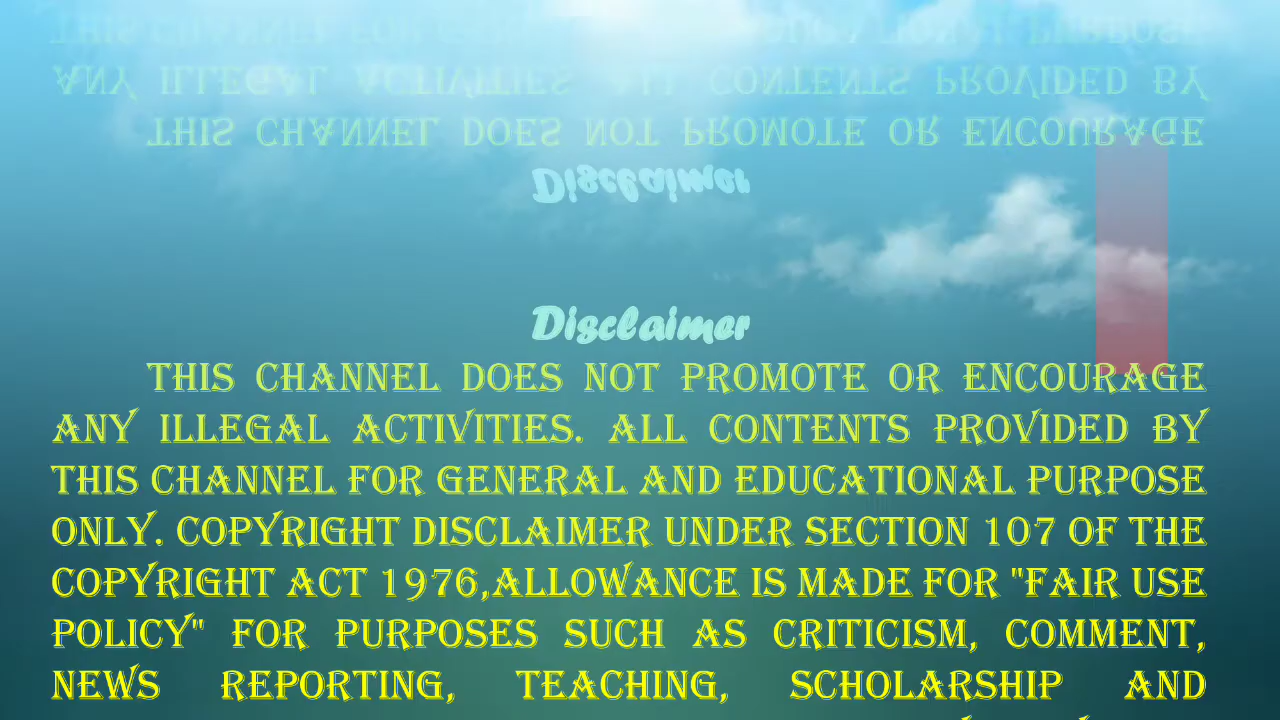 Disclaimer
THIS CHANNEL DOES NOT PROMOTE OR ENCOURAGE
ANY ILLEGAL ACTIVITIES. ALL CONTENTS PROVIDED BY
THIS CHANNEL FOR GENERAL AND EDUCATIONAL PURPOSE
ONLY. COPYRIGHT DISCLAIMER UNDER SECTION 107 OF THE
COPYRIGHT ACT 1976,ALLOWANCE IS MADE FOR "FAIR USE
POLICY" FOR PURPOSES SUCH AS CRITICISM, COMMENT,
NEWS REPORTING, TEACHING, SCHOLARSHIP AND